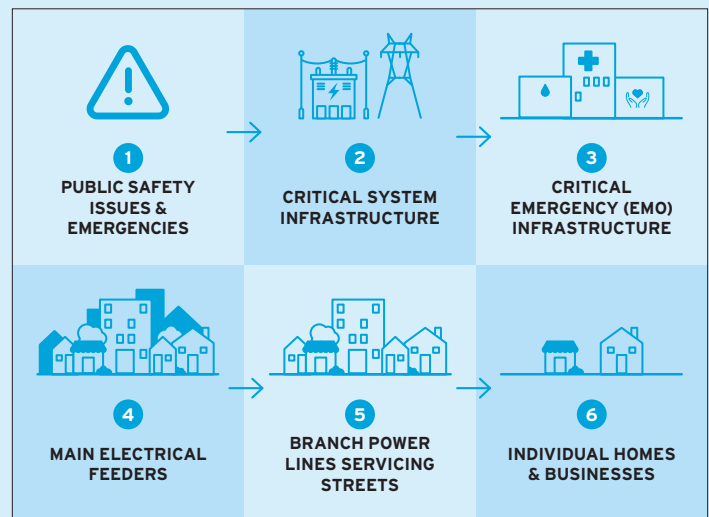 1
PUBLIC SAFETY
ISSUES &
EMERGENCIES
2
CRITICAL SYSTEM
INFRASTRUCTURE
3
CRITICAL
EMERGENCY (EMO)
INFRASTRUCTURE
4
MAIN ELECTRICAL
FEEDERS
5
BRANCH POWER
LINES SERVICING
STREETS
6
INDIVIDUAL HOMES
& BUSINESSES